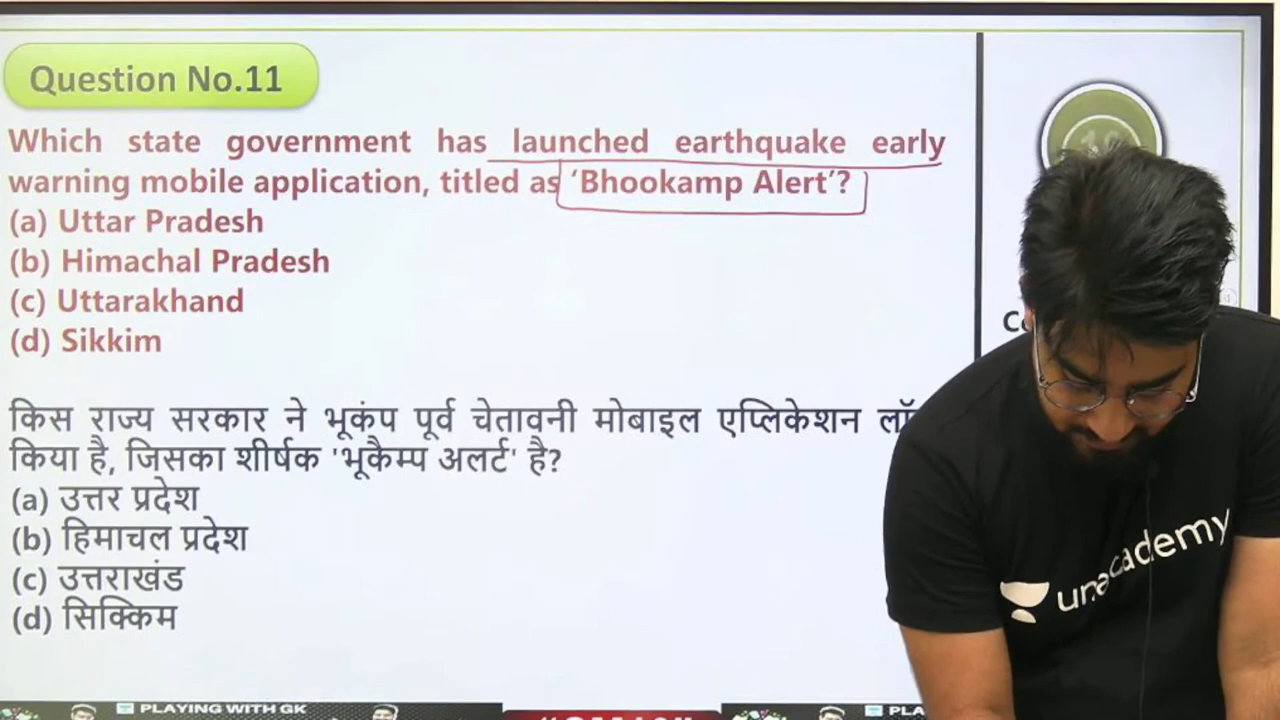 Question No.11
Which state government has launched earthquake early
warning mobile application, titled as 'Bhookamp Alert'?
(a) Uttar Pradesh
(b) Himachal Pradesh
(c) Uttarakhand
(d) Sikkim
किस राज्य सरकार ने भूकंप पूर्व चेतावनी मोबाइल एप्लिकेशन
किया है, जिसका शीर्षक 'भूकैम्प अलर्ट' है?
(a) उत्तर प्रदेश
(b) हिमाचल प्रदेश
(c) उत्तराखंड
(d) सिक्किम
unacademy
PLAYING WITH GK